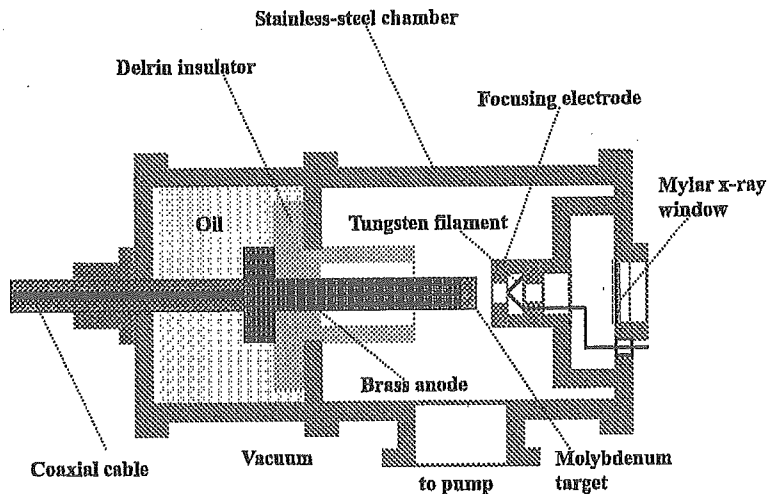 Stainless-steel chamber
Delrin insulator
Focusing electrode
Mylar x-ray
window
Oil
Tungsten filament
Brass anode
Coaxial cable
Vacuum
to pump
Molybdenum
target